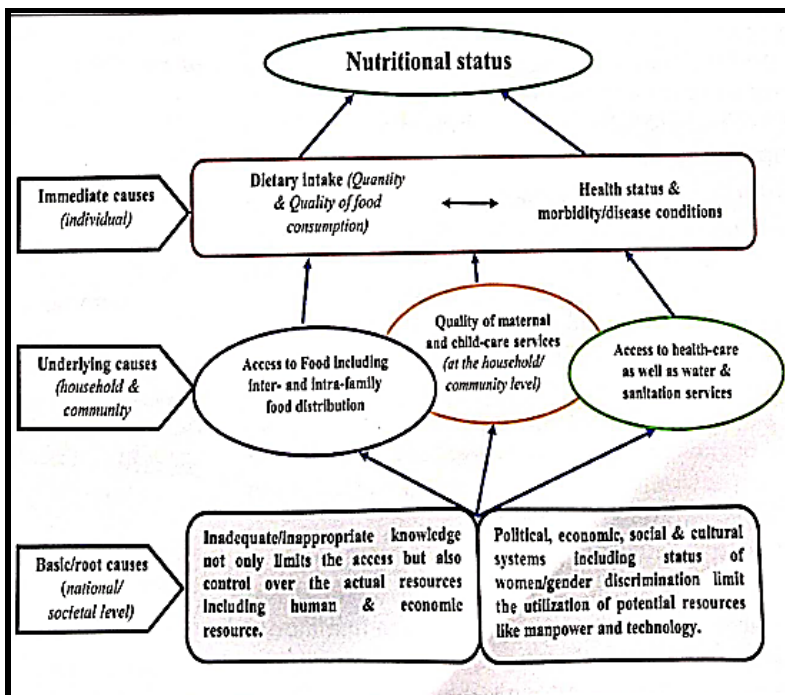 Nutritional status
Immediate causes
(individual)
Dietary intake (Quantity
& Quality of food
consumption)
Health status &
morbidity/disease conditions
Underlying causes
(household &
community
Access to Food including
inter- and intra-family
food distribution
Quality of maternal
and child-care services
(at the household/
community level)
Access to health-care
as well as water &
sanitation services
Basic/root causes
(national/
societal level)
Inadequate/inappropriate knowledge
not only limits the access but also
control over the actual resources
including human & economic
resource.
Political, economic, social & cultural
systems including status of
women/gender discrimination limit
the utilization of potential resources
like manpower and technology.